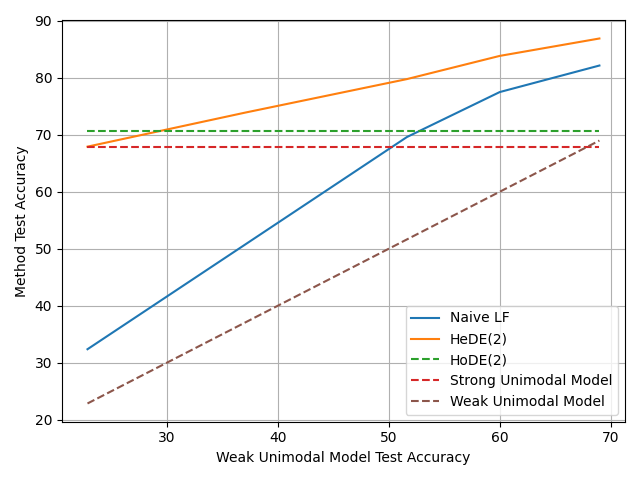 Method Test Accuracy
90
80
70
60
50
40
30
20
Naive LF
HeDE(2)
HoDE(2)
Strong Unimodal Model
Weak Unimodal Model
30
40
50
60
70
Weak Unimodal Model Test Accuracy